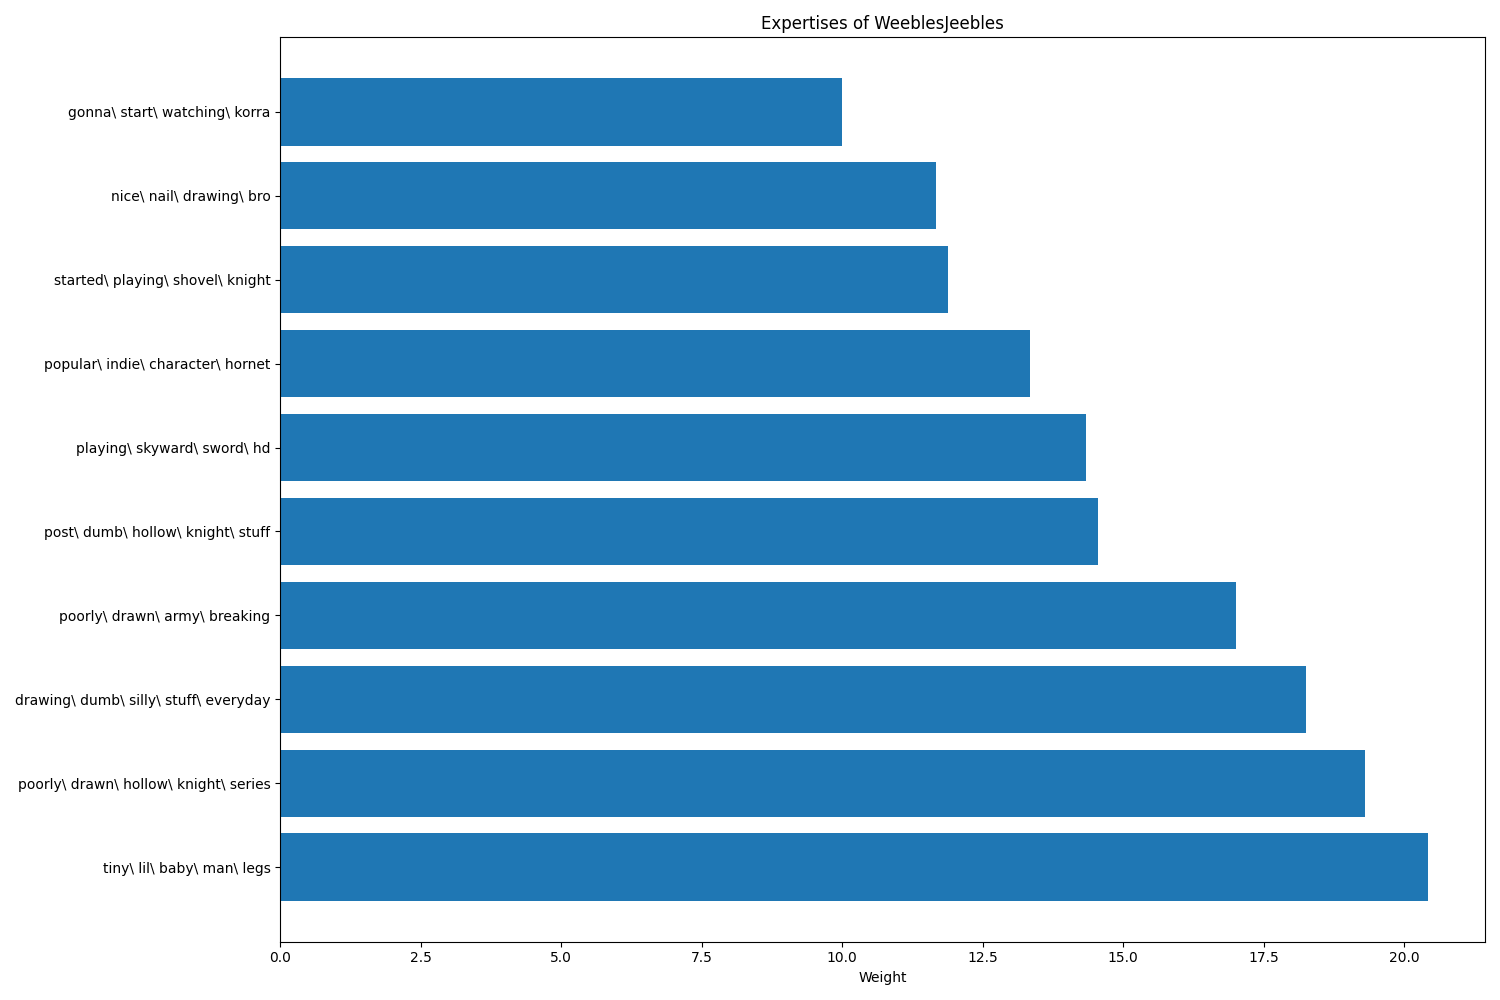 Expertises of WeeblesJeebles
gonna\ start\ watching\ korra
nice\ nail\ drawing\ bro
started\ playing\ shovel\ knight
popular\ indie\ character\ hornet
playing\ skyward\ sword\ hd
post\ dumb\ hollow\ knight\ stuff
poorly\ drawn\ army\ breaking
drawing\ dumb\ silly\ stuff\ everyday
poorly\ drawn\ hollow\ knight\ series
tiny\ lil\ baby\ man\ legs
0.0 2.5 5.0 7.5 10.0 12.5 15.0 17.5 20.0
Weight